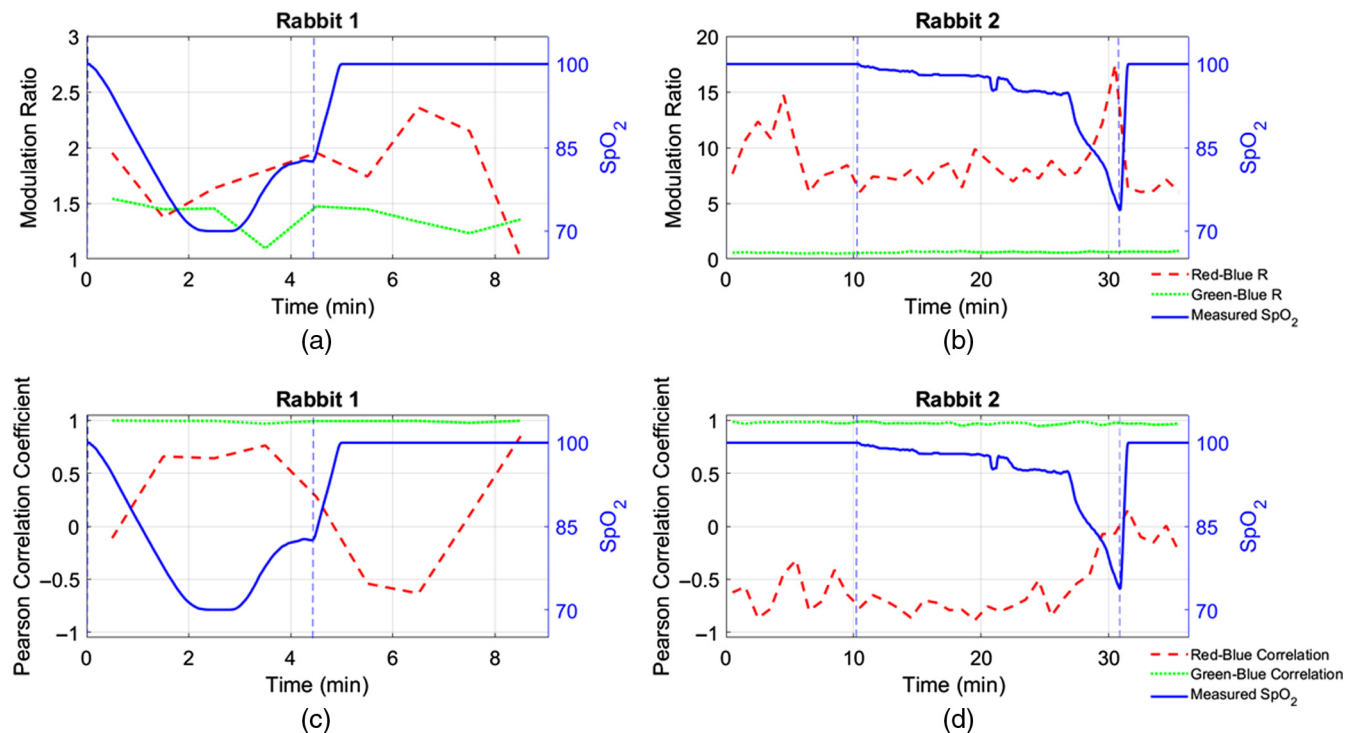 Rabbit 1
Modulation Ratio
3
2.5
2
1.5
1
100
85
70
SpO2
0 2 4 6 8
Time (min)
(a)
Rabbit 2
Modulation Ratio
20
15
10
5
0
100
85
70
SpO2
0 10 20 30
Time (min)
(b)
Red-Blue R
Green-Blue R
Measured SpO2
Rabbit 1
Pearson Correlation Coefficient
1
0.5
0
−0.5
−1
100
85
70
SpO2
0 2 4 6 8
Time (min)
(c)
Rabbit 2
Pearson Correlation Coefficient
1
0.5
0
−0.5
−1
100
85
70
SpO2
0 10 20 30
Time (min)
(d)
Red-Blue Correlation
Green-Blue Correlation
Measured SpO2